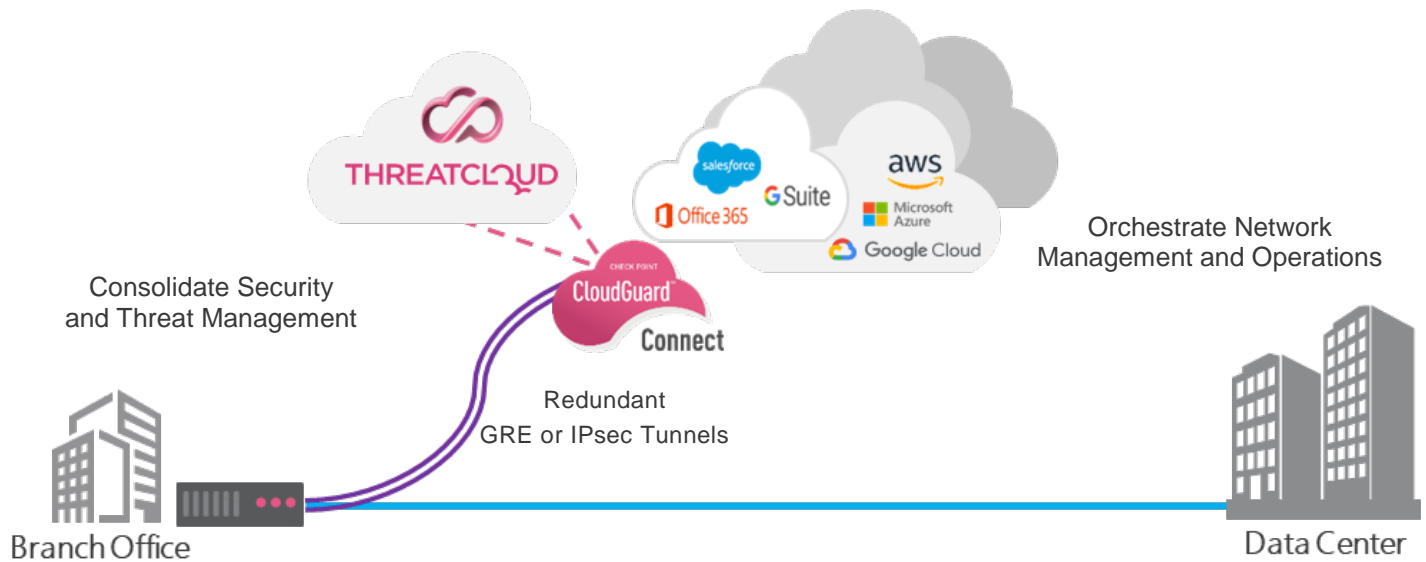 THREATCLOUD
salesforce
Office 365
G Suite
aws
Microsoft
Azure
Google Cloud
Orchestrate Network
Management and Operations
Consolidate Security
and Threat Management
CHECK POINT
CloudGuard™
Connect
Redundant
GRE or IPsec Tunnels
Branch Office
Data Center